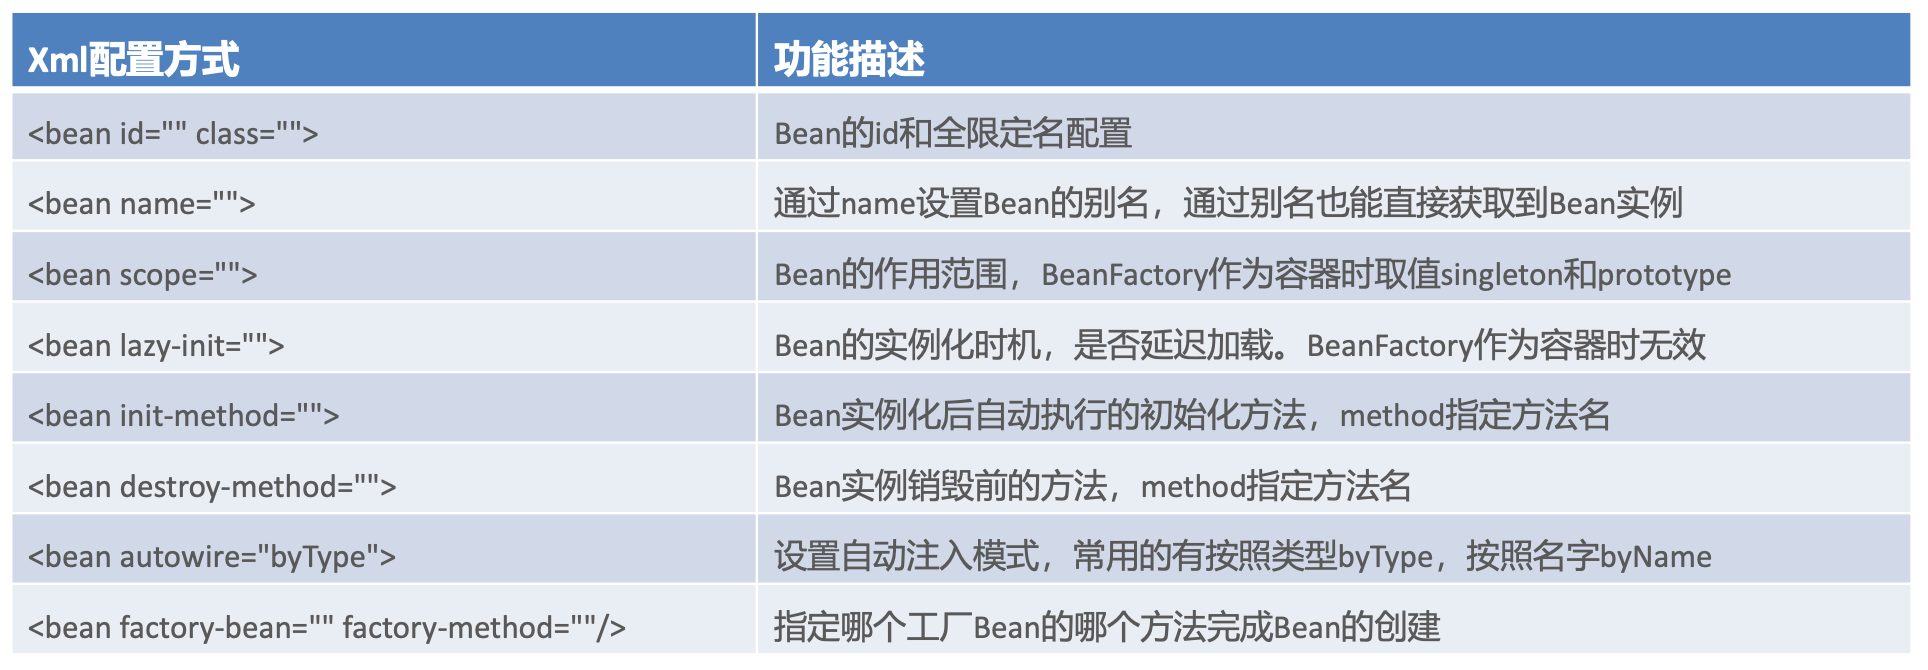 Xml配置方式 功能描述
<bean id="" class=""> Bean的id和全限定名配置
<bean name=""> 通过name设置Bean的别名，通过别名也能直接获取到Bean实例
<bean scope=""> Bean的作用范围，BeanFactory作为容器时取值singleton和prototype
<bean lazy-init=""> Bean的实例化时机，是否延迟加载。BeanFactory作为容器时无效
<bean init-method=""> Bean实例化后自动执行的初始化方法，method指定方法名
<bean destroy-method=""> Bean实例销毁前的方法，method指定方法名
<bean autowire="byType"> 设置自动注入模式，常用的有按照类型byType，按照名字byName
<bean factory-bean="" factory-method=""/> 指定哪个工厂Bean的哪个方法完成Bean的创建